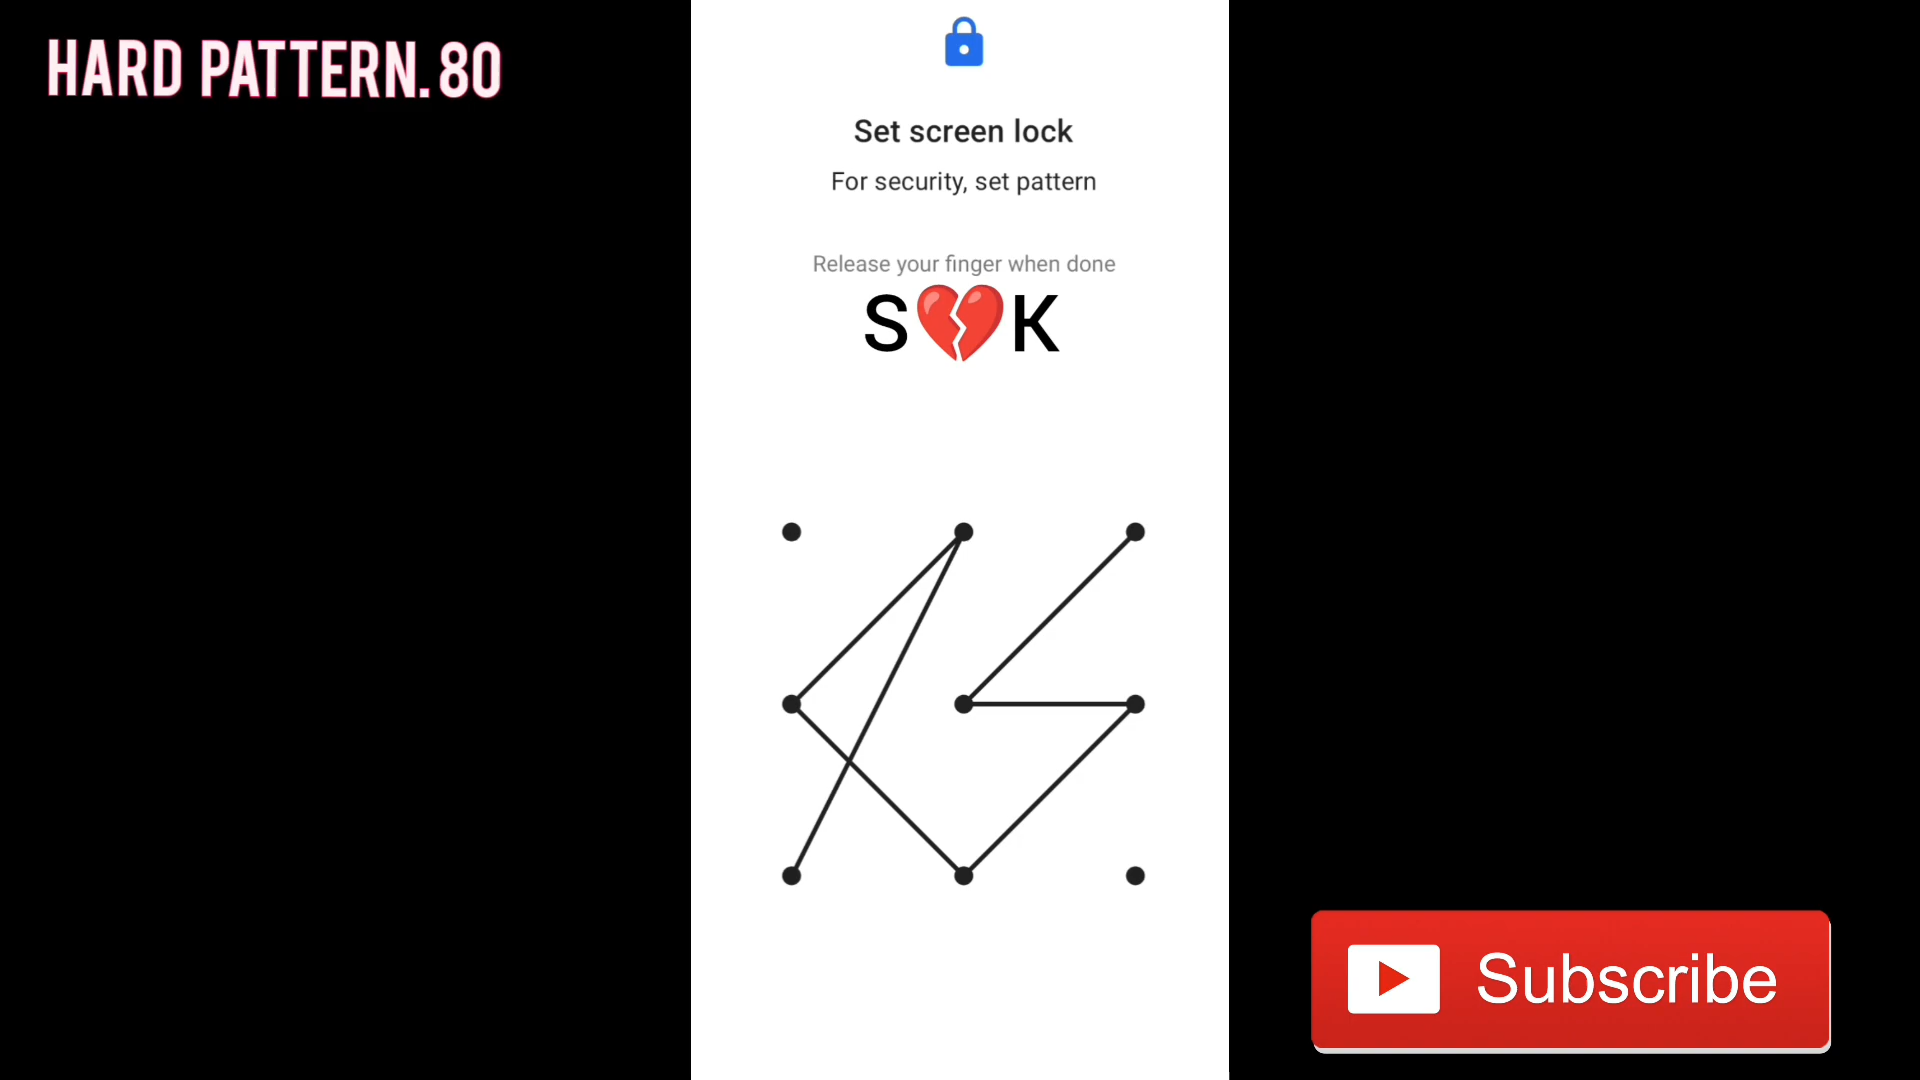 HARD PATTERN. 80
Set screen lock
For security, set pattern
Release your finger when done
S💔K
Subscribe